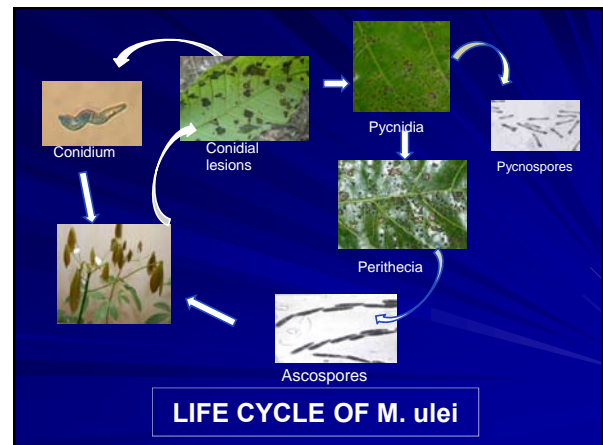 Conidium
Conidial
lesions
Pycnidia
Pycnospores
Perithecia
Ascospores
LIFE CYCLE OF M. ulei